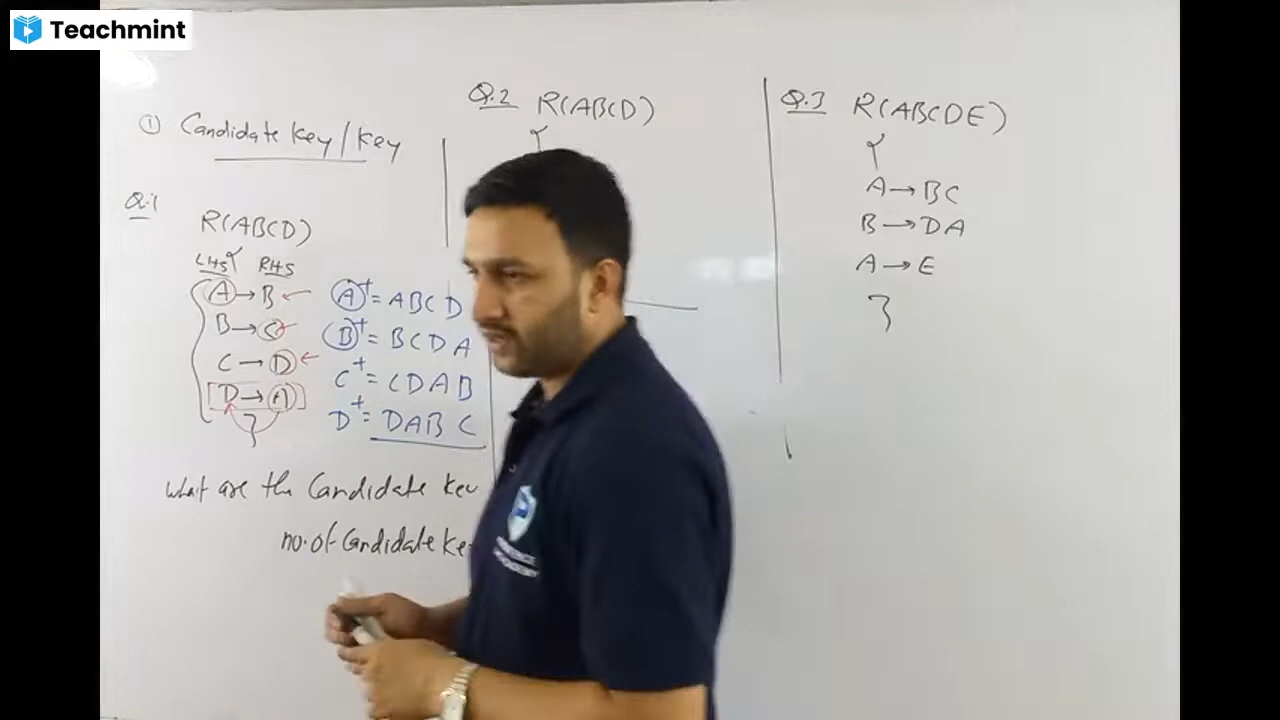 Teachmint
① Candidate Key/Key
Q.1
R(ABCD)
{
LHS RHS
A→B
B→C
C→D
[D→A]
}
A+ = ABCD
B+ = BCDA
C+ = CDAB
D+ = DABC
what are the Candidate Key
no. of Candidate Ke
Q.2 R(ABCD)
{
Q.3 R(ABCDE)
{
A→BC
B→DA
A→E
}